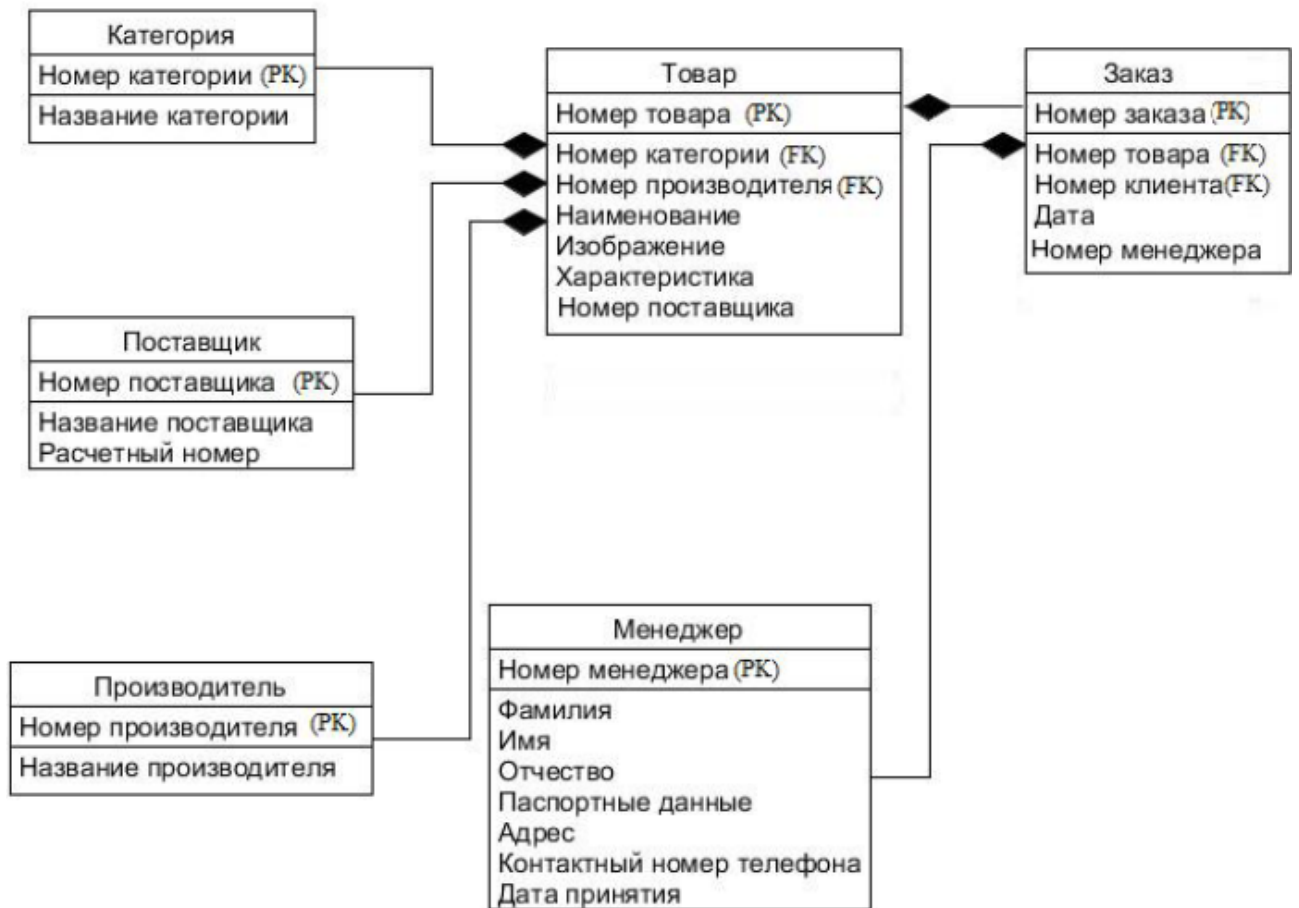 Категория
Номер категории (PK)
Название категории
Товар
Номер товара (PK)
Номер категории (FK)
Номер производителя (FK)
Наименование
Изображение
Характеристика
Номер поставщика
Заказ
Номер заказа (PK)
Номер товара (FK)
Номер клиента (FK)
Дата
Номер менеджера
Поставщик
Номер поставщика (PK)
Название поставщика
Расчетный номер
Производитель
Номер производителя (PK)
Название производителя
Менеджер
Номер менеджера (PK)
Фамилия
Имя
Отчество
Паспортные данные
Адрес
Контактный номер телефона
Дата принятия